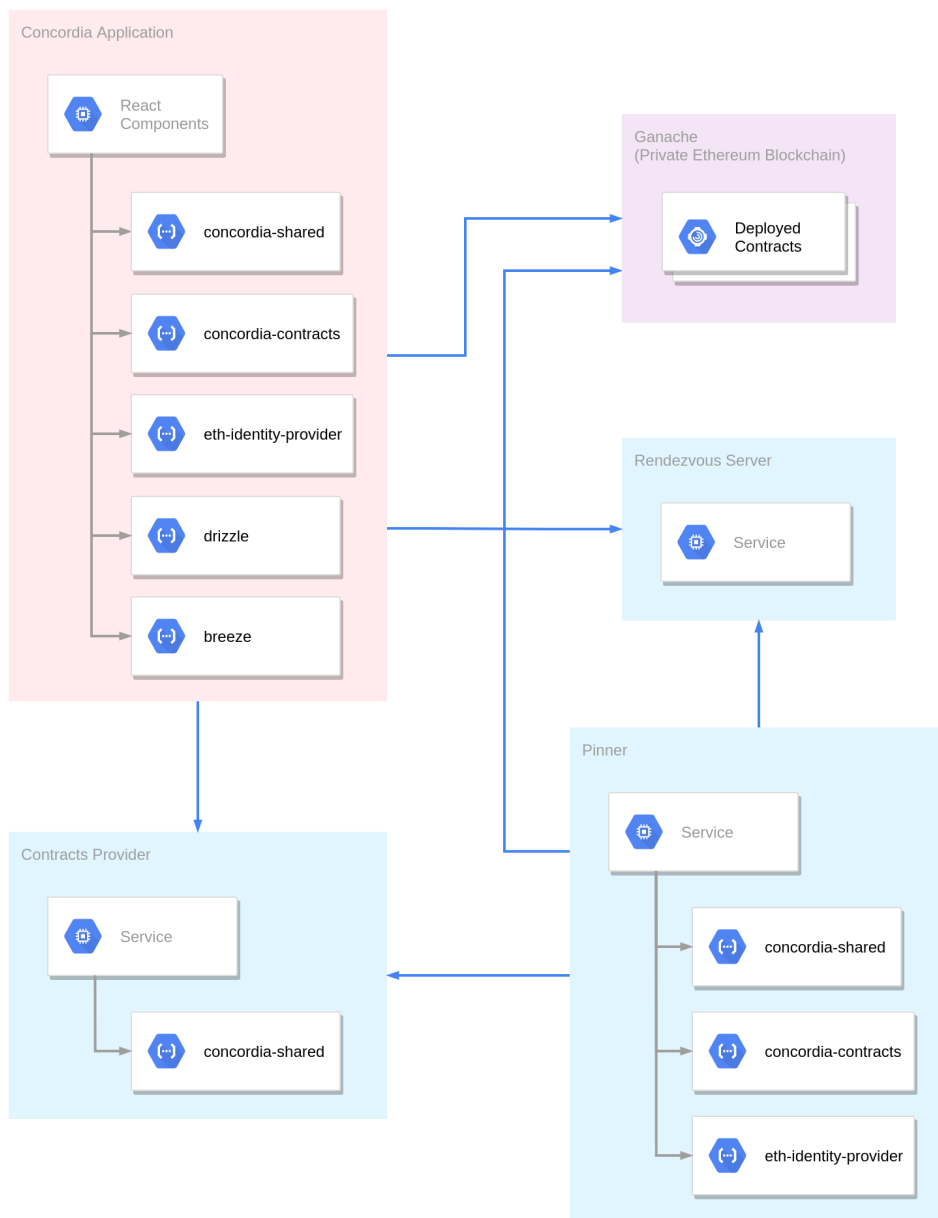 Concordia Application
React
Components
concordia-shared
concordia-contracts
eth-identity-provider
drizzle
breeze
Ganache
(Private Ethereum Blockchain)
Deployed
Contracts
Rendezvous Server
Service
Contracts Provider
Service
concordia-shared
Pinner
Service
concordia-shared
concordia-contracts
eth-identity-provider